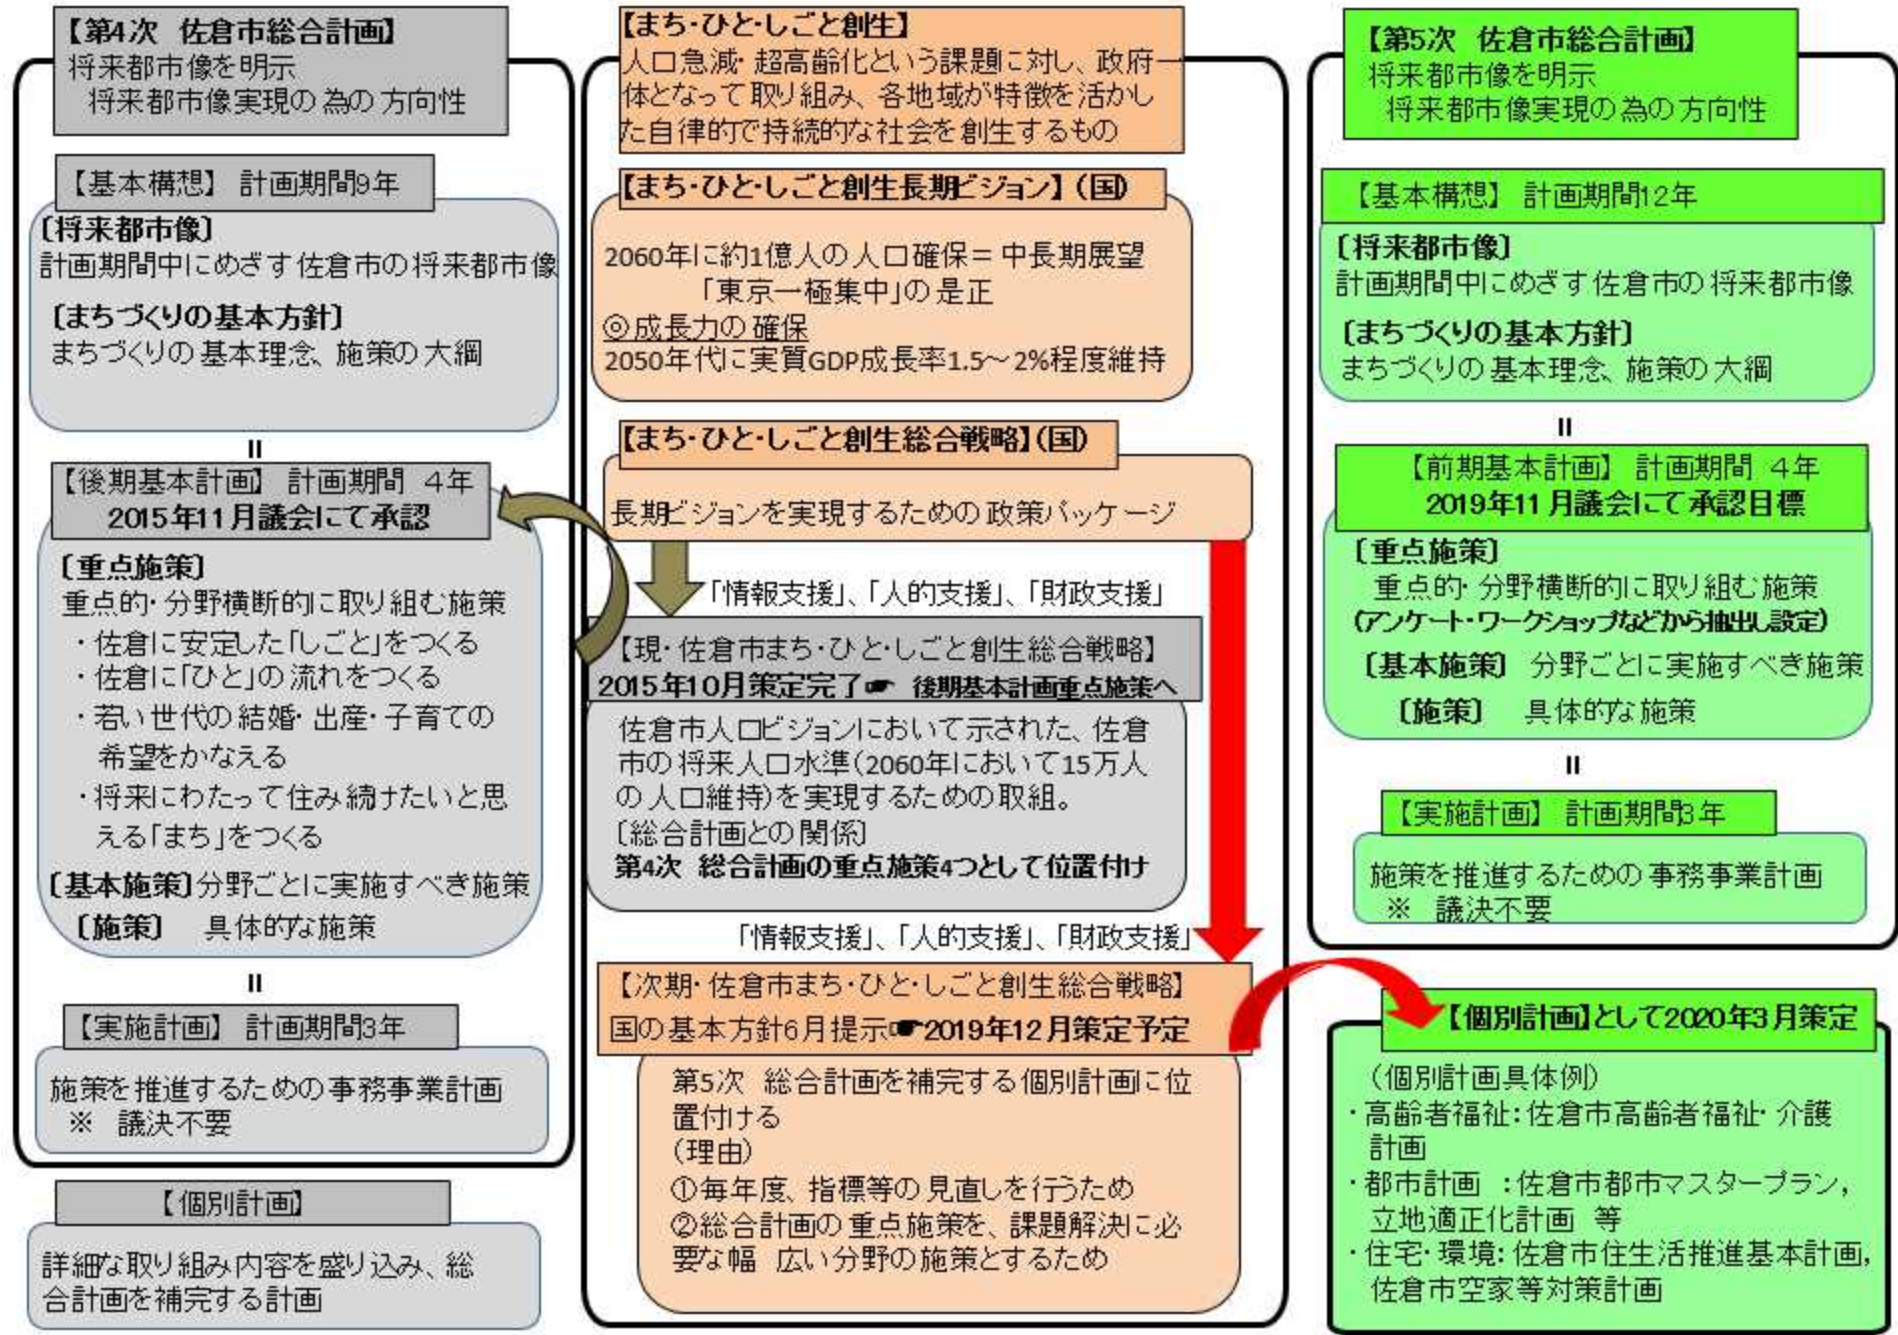 【第4次 佐倉市総合計画】
将来都市像を明示
将来都市像実現の為の方向性
【基本構想】 計画期間9年
〔将来都市像〕
計画期間中にめざす佐倉市の将来都市像
〔まちづくりの基本方針〕
まちづくりの基本理念、施策の大綱
=
【後期基本計画】 計画期間 4年
2015年11月議会にて承認
〔重点施策〕
重点的・分野横断的に取り組む施策
・佐倉に安定した「しごと」をつくる
・佐倉に「ひと」の流れをつくる
・若い世代の結婚・出産・子育ての
希望をかなえる
・将来にわたって住み続けたいと思
える「まち」をつくる
〔基本施策〕分野ごとに実施すべき施策
〔施策〕 具体的な施策
=
【実施計画】 計画期間3年
施策を推進するための事務事業計画
※ 議決不要
【個別計画】
詳細な取り組み内容を盛り込み、総
合計画を補完する計画
【まち・ひと・しごと創生】
人口急減・超高齢化という課題に対し、政府一
体となって取り組み、各地域が特徴を活かし
た自律的で持続的な社会を創生するもの
【まち・ひと・しごと創生長期ビジョン】(国)
2060年に約1億人の人口確保=中長期展望
「東京一極集中」の是正
◎成長力の確保
2050年代に実質GDP成長率1.5～2%程度維持
【まち・ひと・しごと創生総合戦略】(国)
長期ビジョンを実現するための政策パッケージ
「情報支援」、「人的支援」、「財政支援」
【現・佐倉市まち・ひと・しごと創生総合戦略】
2015年10月策定完了☛ 後期基本計画重点施策へ
佐倉市人口ビジョンにおいて示された、佐倉
市の将来人口水準(2060年において15万人
の人口維持)を実現するための取組。
〔総合計画との関係〕
第4次 総合計画の重点施策4つとして位置付け
「情報支援」、「人的支援」、「財政支援」
【次期・佐倉市まち・ひと・しごと創生総合戦略】
国の基本方針6月提示☛2019年12月策定予定
第5次 総合計画を補完する個別計画に位
置付ける
(理由)
①毎年度、指標等の見直しを行うため
②総合計画の重点施策を、課題解決に必
要な幅 広い分野の施策とするため
【第5次 佐倉市総合計画】
将来都市像を明示
将来都市像実現の為の方向性
【基本構想】 計画期間12年
〔将来都市像〕
計画期間中にめざす佐倉市の将来都市像
〔まちづくりの基本方針〕
まちづくりの基本理念、施策の大綱
=
【前期基本計画】 計画期間 4年
2019年11月議会にて承認目標
〔重点施策〕
重点的・分野横断的に取り組む施策
(アンケート・ワークショップなどから抽出し設定)
〔基本施策〕 分野ごとに実施すべき施策
〔施策〕 具体的な施策
=
【実施計画】 計画期間3年
施策を推進するための事務事業計画
※ 議決不要
【個別計画】として2020年3月策定
(個別計画具体例)
・高齢者福祉:佐倉市高齢者福祉・介護
計画
・都市計画 :佐倉市都市マスタープラン,
立地適正化計画 等
・住宅・環境:佐倉市住生活推進基本計画,
佐倉市空家等対策計画